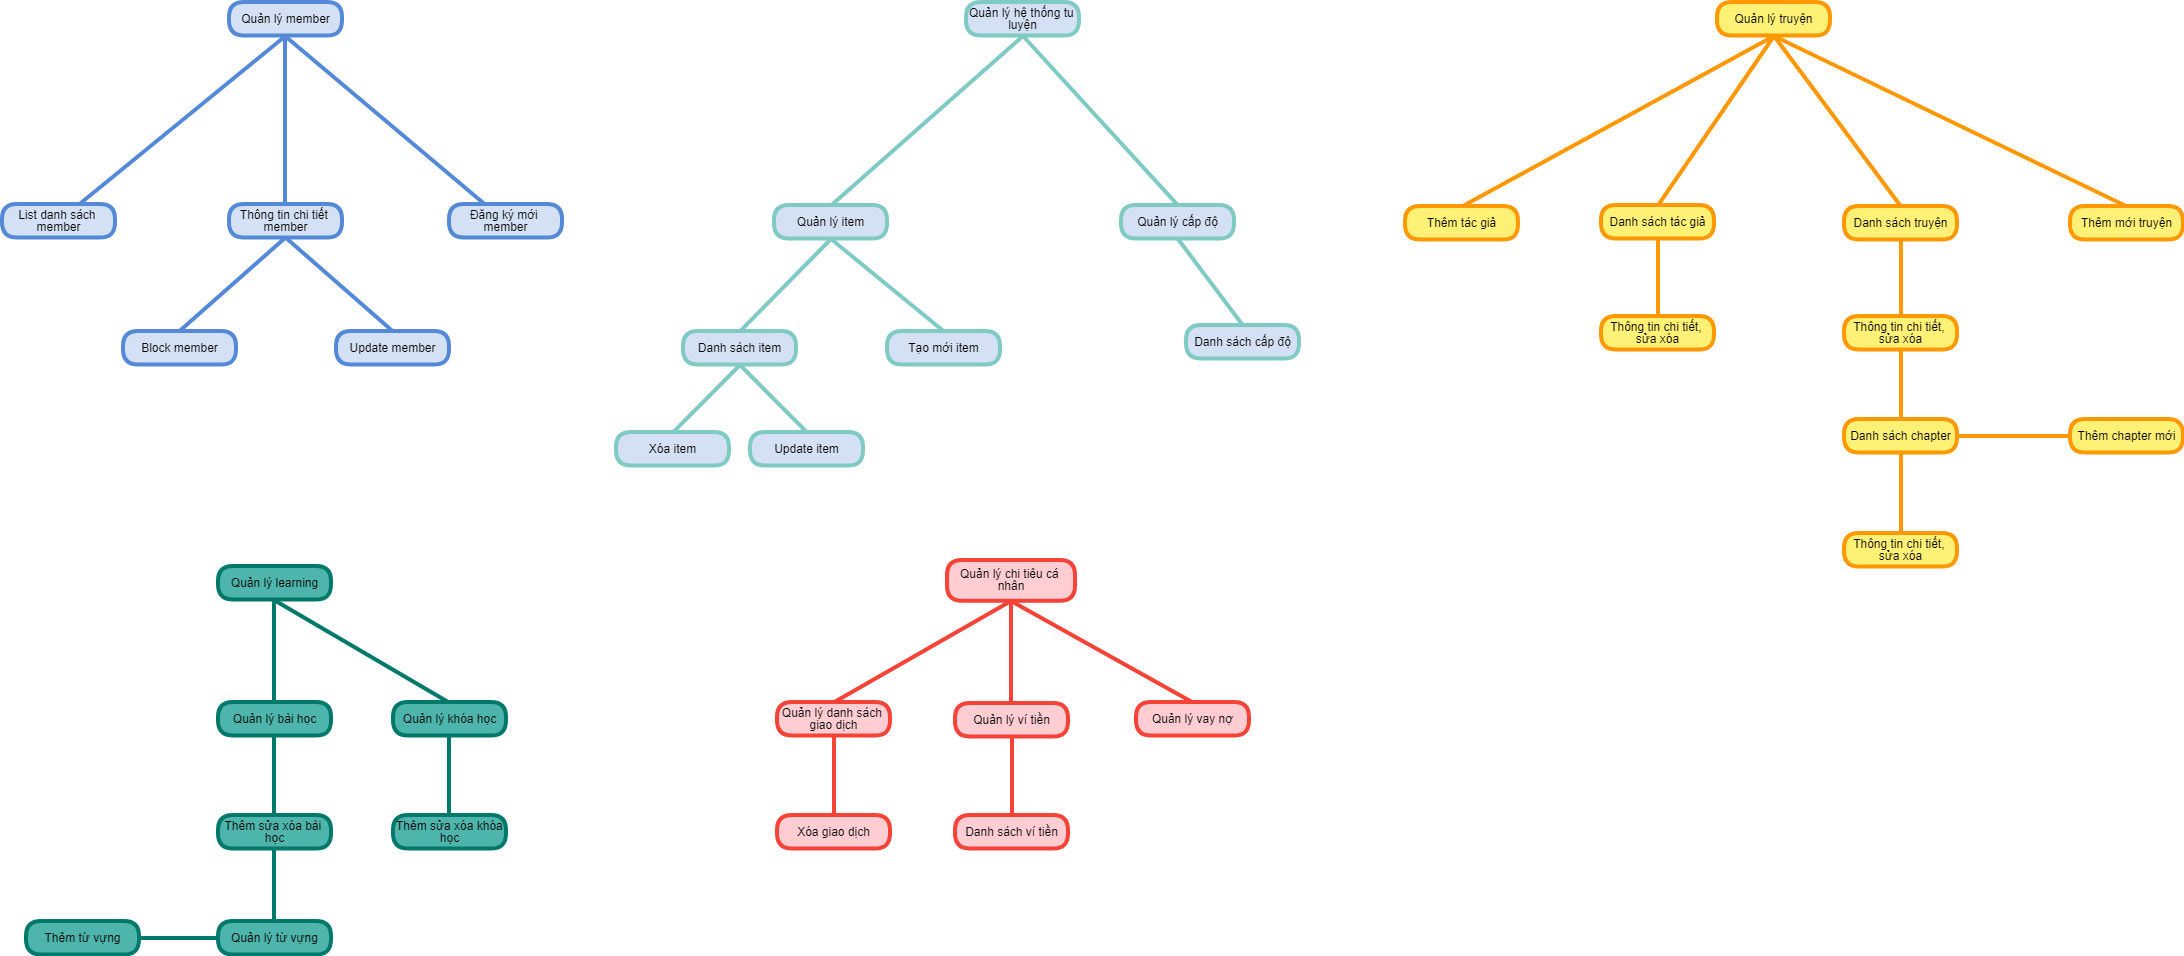 Quản lý member
List danh sách
member
Thông tin chi tiết
member
Đăng ký mới
member
Block member
Update member
Quản lý hệ thống tu
luyện
Quản lý item
Quản lý cấp độ
Danh sách item
Tạo mới item
Danh sách cấp độ
Xóa item
Update item
Quản lý truyện
Thêm tác giả
Danh sách tác giả
Danh sách truyện
Thêm mới truyện
Thông tin chi tiết,
sửa xóa
Thông tin chi tiết,
sửa xóa
Danh sách chapter
Thêm chapter mới
Thông tin chi tiết,
sửa xóa
Quản lý learning
Quản lý bài học
Quản lý khóa học
Thêm sửa xóa bài
học
Thêm sửa xóa khóa
học
Thêm từ vựng
Quản lý từ vựng
Quản lý chi tiêu cá
nhân
Quản lý danh sách
giao dịch
Quản lý ví tiền
Quản lý vay nợ
Xóa giao dịch
Danh sách ví tiền